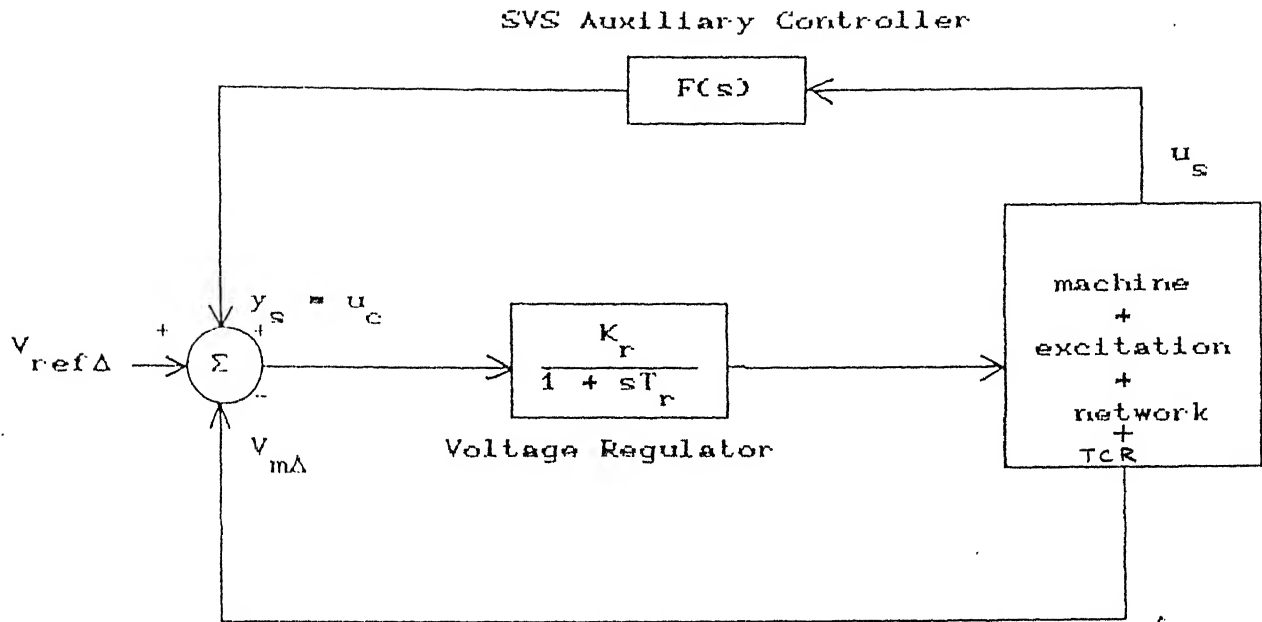 SVS Auxiliary Controller
F(s)
u_s
y_s = u_c
+ +
V_refΔ
Σ
-
V_mΔ
K_r
1 + sT_r
Voltage Regulator
machine
+
excitation
+
network
+
TCR